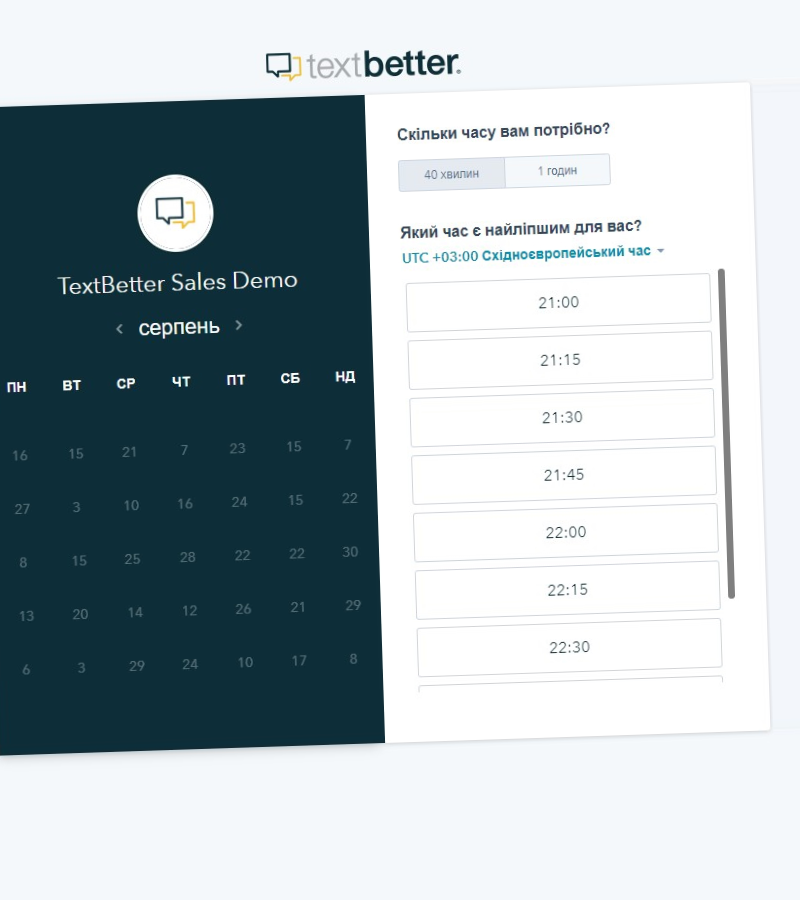 textbetter.
TextBetter Sales Demo
серпень
ПН ВТ СР ЧТ ПТ СБ НД
16 15 21 7 23 15 7
27 3 10 16 24 15 22
8 15 25 28 22 22 30
13 20 14 12 26 21 29
6 3 29 24 10 17 8
Скільки часу вам потрібно?
40 хвилин 1 годин
Який час є найліпшим для вас?
UTC +03:00 Східноєвропейський час
21:00
21:15
21:30
21:45
22:00
22:15
22:30